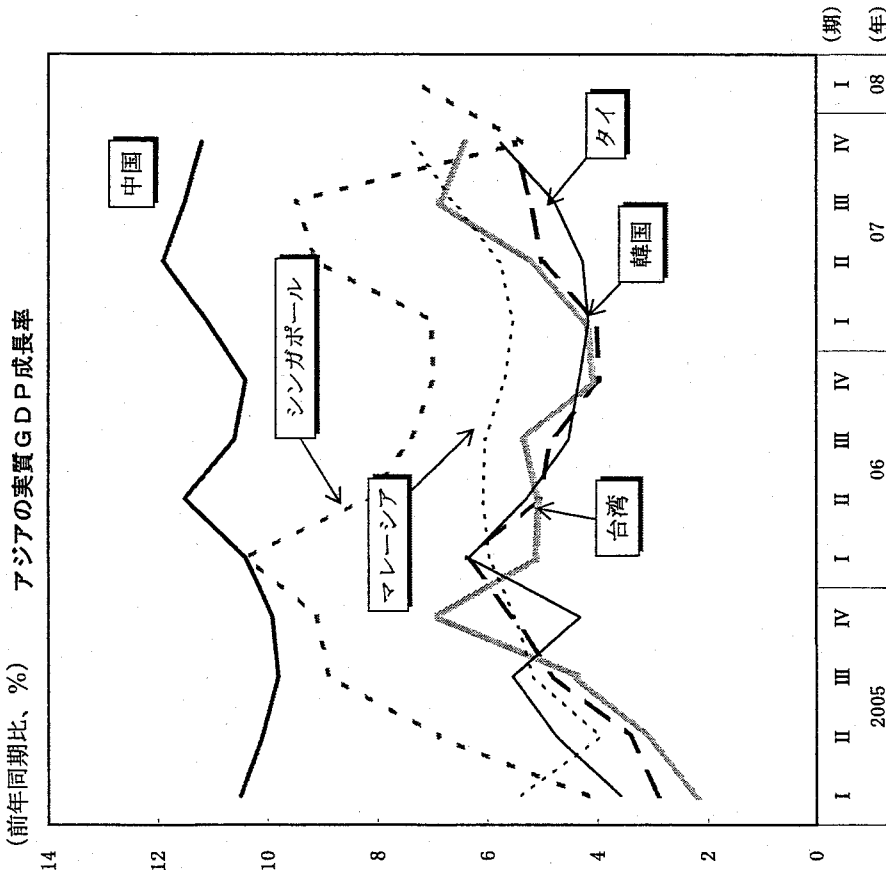 アジアの実質GDP成長率
(前年同期比、%)
14
12
10
8
6
4
2
0
中国
シンガポール
マレーシア
台湾
韓国
タイ
I II III IV I II III IV I II III IV I (期)
2005 06 07 08 (年)